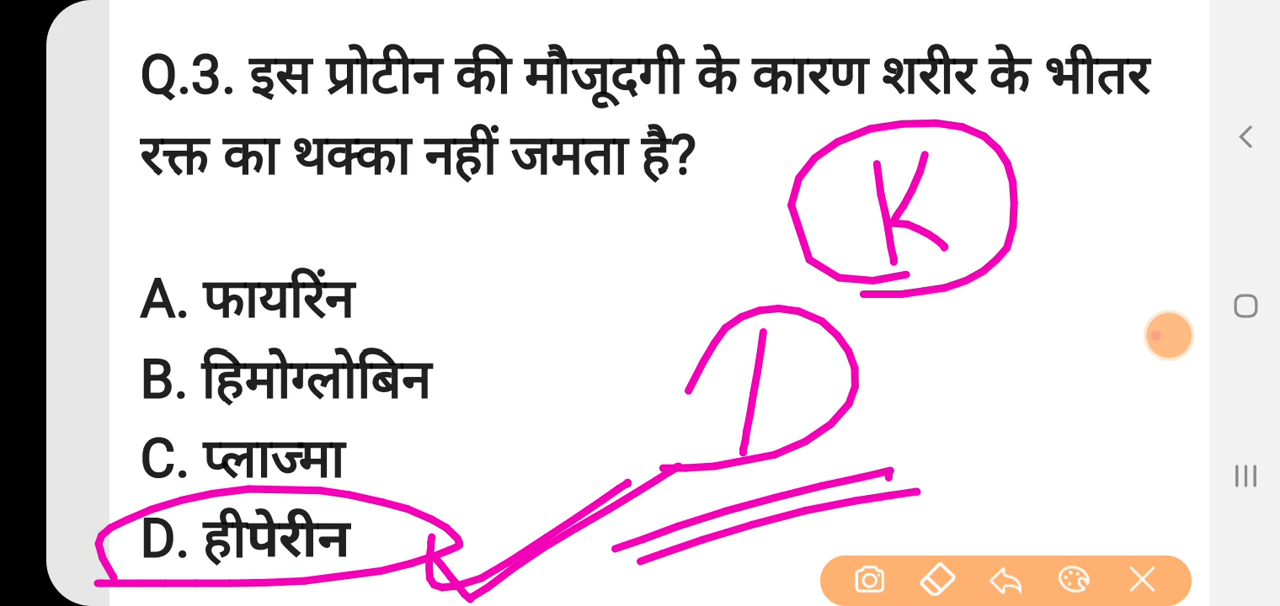 Q.3. इस प्रोटीन की मौजूदगी के कारण शरीर के भीतर
रक्त का थक्का नहीं जमता है?
K
A. फायरिंन
B. हिमोग्लोबिन
D
C. प्लाज्मा
D. हीपेरीन